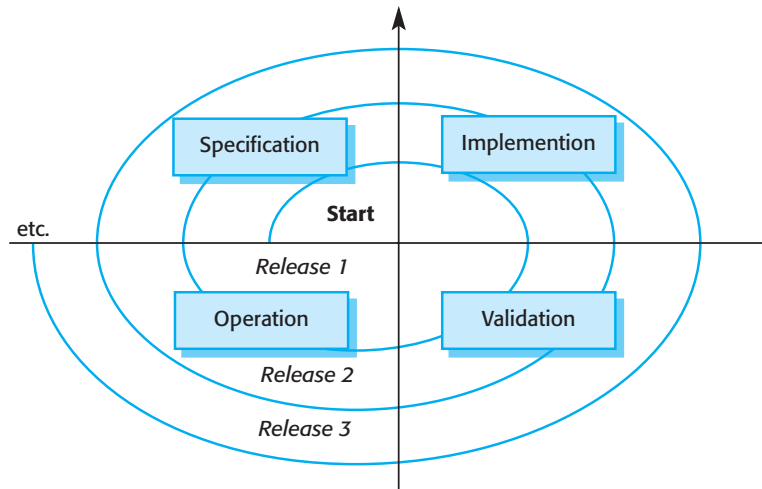 Specification
Implemention
Start
etc.
Release 1
Operation
Validation
Release 2
Release 3